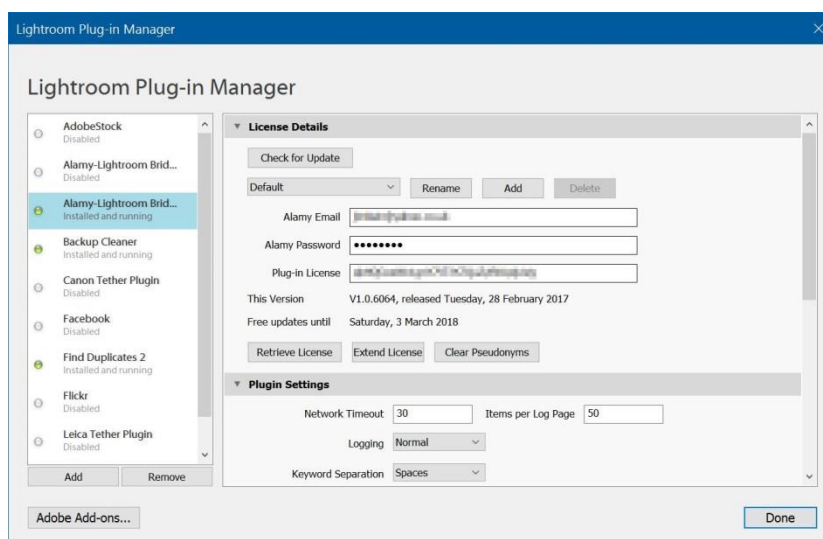 Lightroom Plug-in Manager
Lightroom Plug-in Manager
AdobeStock
Disabled
Alamy-Lightroom Brid...
Disabled
Alamy-Lightroom Brid...
Installed and running
Backup Cleaner
Installed and running
Canon Tether Plugin
Disabled
Facebook
Disabled
Find Duplicates 2
Installed and running
Flickr
Disabled
Leica Tether Plugin
Disabled
Add Remove
Adobe Add-ons...
License Details
Check for Update
Default Rename Add Delete
Alamy Email
Alamy Password ••••••••
Plug-in License
This Version V1.0.6064, released Tuesday, 28 February 2017
Free updates until Saturday, 3 March 2018
Retrieve License Extend License Clear Pseudonyms
Plugin Settings
Network Timeout 30 Items per Log Page 50
Logging Normal
Keyword Separation Spaces
Done